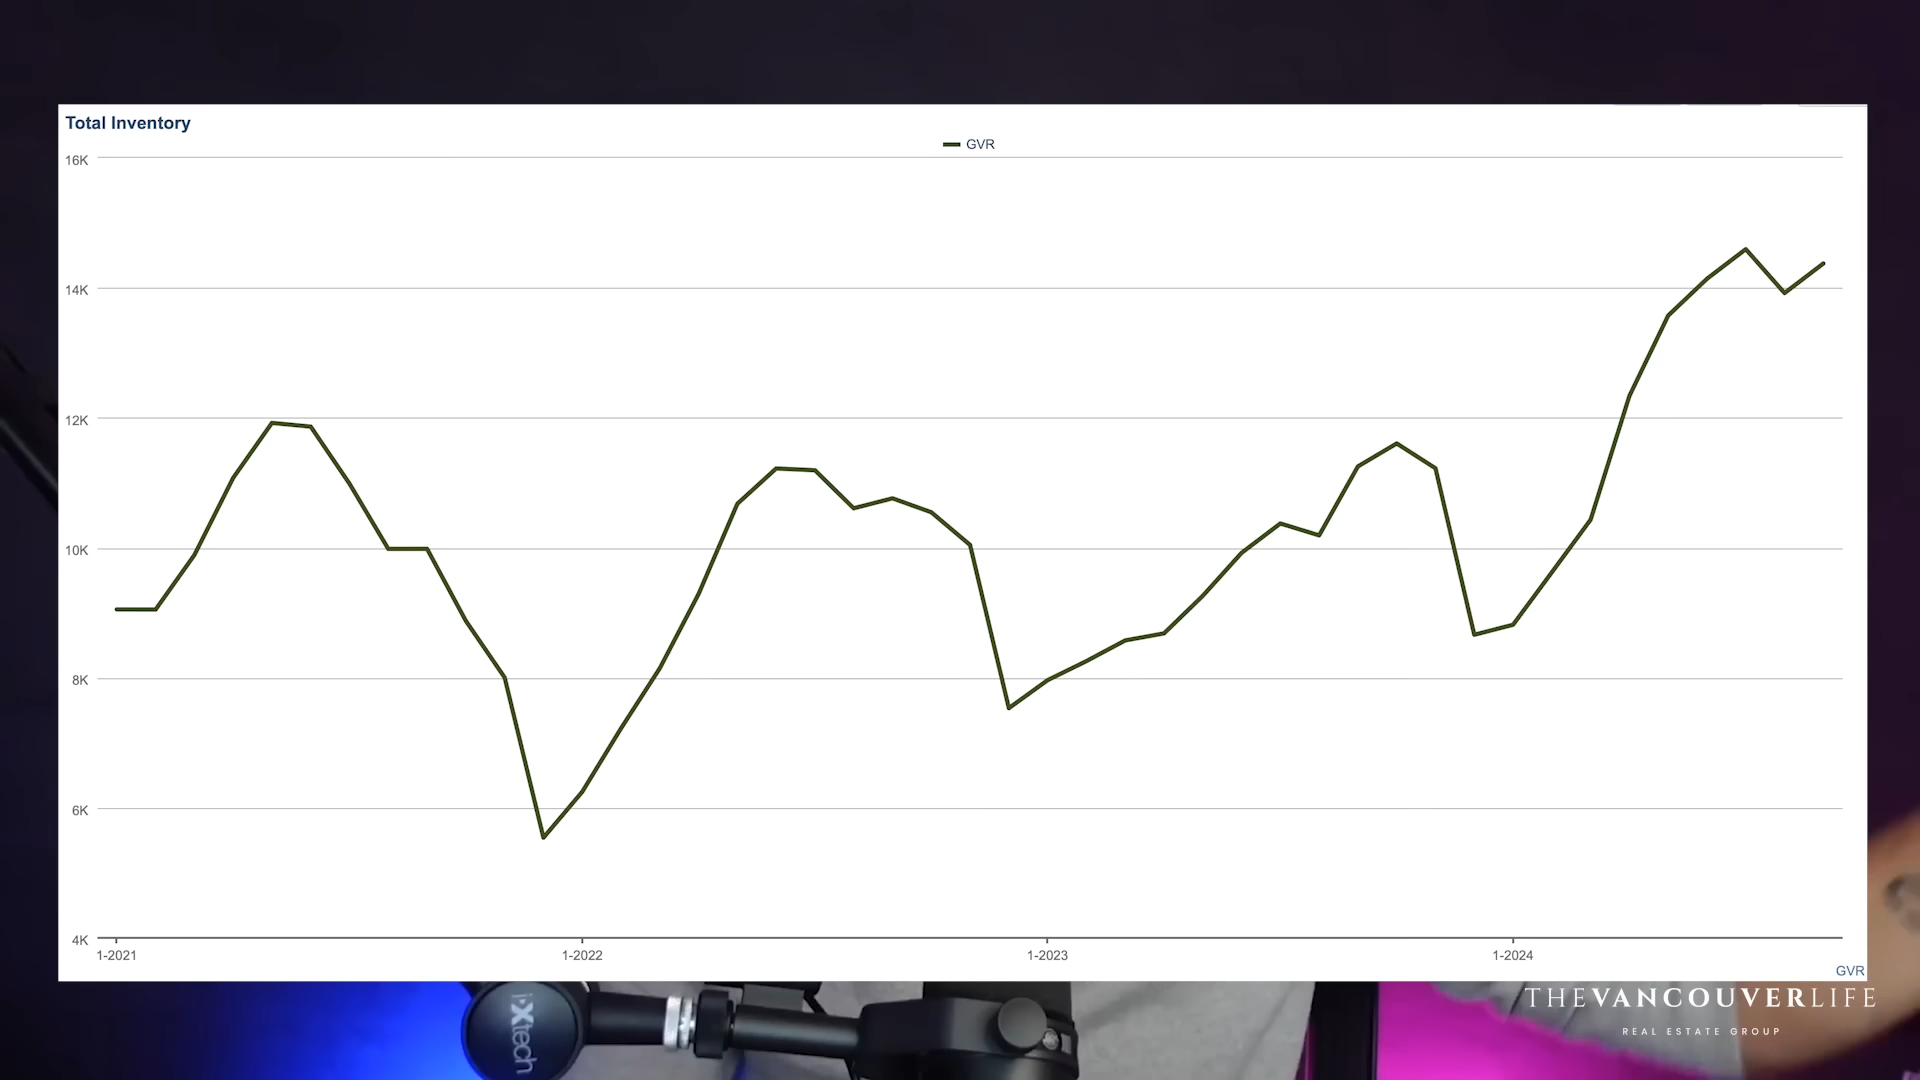 Total Inventory
GVR
16K
14K
12K
10K
8K
6K
4K
1-2021
1-2022
1-2023
1-2024
GVR
THEVANCOUVERLIFE
REAL ESTATE GROUP
iXtech